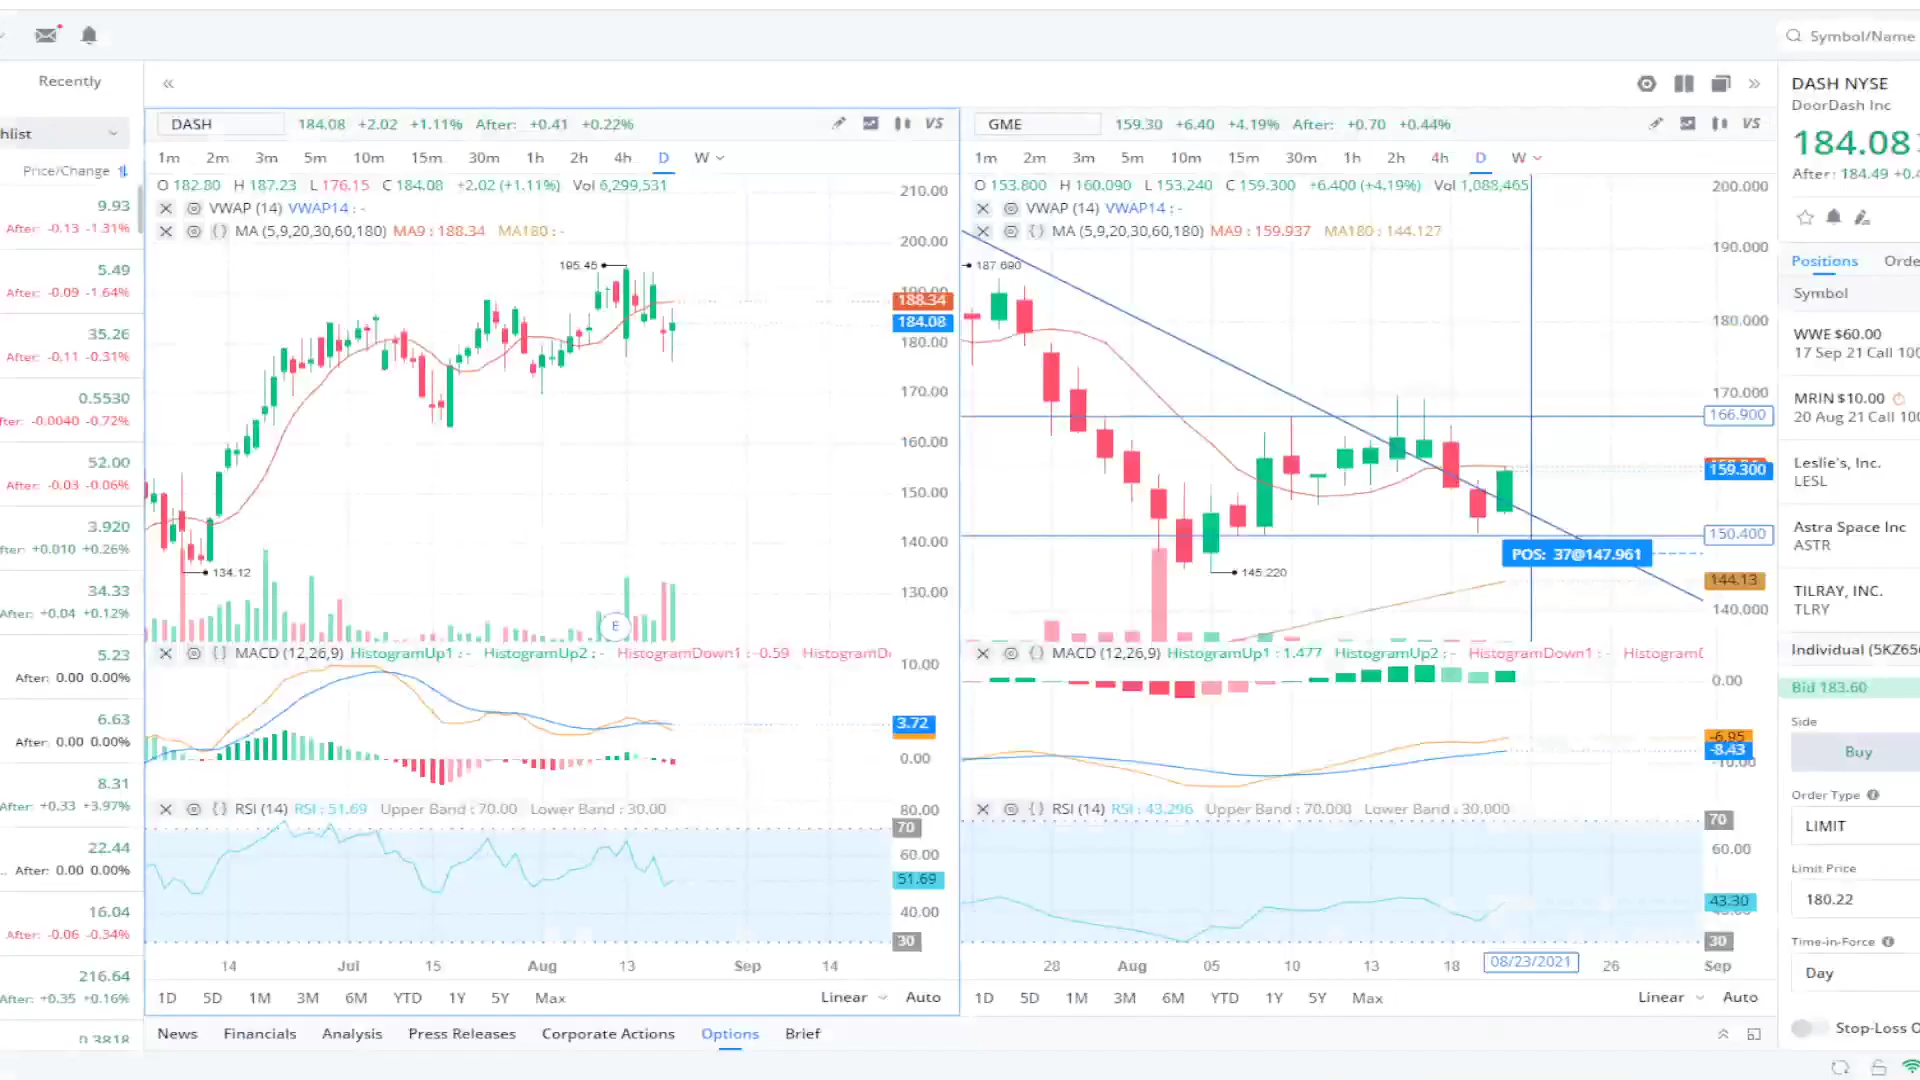 Symbol/Name
Recently
DASH NYSE
DoorDash Inc
184.08
After: 184.49 +0.4
hlist
Price/Change
9.93
After: -0.13 -1.31%
5.49
After: -0.09 -1.64%
35.26
After: -0.11 -0.31%
0.5530
fter: -0.0040 -0.72%
52.00
After: -0.03 -0.06%
3.920
fter: +0.010 +0.26%
34.33
After: +0.04 +0.12%
5.23
After: 0.00 0.00%
6.63
After: 0.00 0.00%
8.31
After: +0.33 +3.97%
22.44
After: 0.00 0.00%
16.04
After: -0.06 -0.34%
216.64
After: +0.35 +0.16%
0.3818
DASH 184.08 +2.02 +1.11% After: +0.41 +0.22% VS
1m 2m 3m 5m 10m 15m 30m 1h 2h 4h D W
O 182.80 H 187.23 L 176.15 C 184.08 +2.02 (+1.11%) Vol 6,299,531
VWAP (14) VWAP14 : -
MA (5,9,20,30,60,180) MA9 : 188.34 MA180 : -
195.45
134.12
E
210.00
200.00
190.00
188.34
184.08
180.00
170.00
160.00
150.00
140.00
130.00
MACD (12,26,9) HistogramUp1 : - HistogramUp2 : - HistogramDown1 : -0.59 HistogramD
10.00
3.72
0.00
RSI (14) RSI : 51.69 Upper Band : 70.00 Lower Band : 30.00
80.00
70
60.00
51.69
40.00
30
14 Jul 15 Aug 13 Sep 14
1D 5D 1M 3M 6M YTD 1Y 5Y Max Linear Auto
GME 159.30 +6.40 +4.19% After: +0.70 +0.44% VS
1m 2m 3m 5m 10m 15m 30m 1h 2h 4h D W
O 153.800 H 160.090 L 153.240 C 159.300 +6.400 (+4.19%) Vol 1,088,465
VWAP (14) VWAP14 : -
MA (5,9,20,30,60,180) MA9 : 159.937 MA180 : 144.127
187.690
145.220
POS: 37@147.961
200.000
190.000
180.000
170.000
166.900
159.300
150.400
144.13
140.000
MACD (12,26,9) HistogramUp1 : 1.477 HistogramUp2 : - HistogramDown1 : - Histogram
0.00
-6.95
-8.43
-10.00
RSI (14) RSI : 43.296 Upper Band : 70.000 Lower Band : 30.000
70
60.00
43.30
30
28 Aug 05 10 13 18 08/23/2021 26 Sep
1D 5D 1M 3M 6M YTD 1Y 5Y Max Linear Auto
News Financials Analysis Press Releases Corporate Actions Options Brief
Positions Orde
Symbol
WWE $60.00
17 Sep 21 Call 100
MRIN $10.00
20 Aug 21 Call 100
Leslie's, Inc.
LESL
Astra Space Inc
ASTR
TILRAY, INC.
TLRY
Individual (5KZ65
Bid 183.60
Side
Buy
Order Type
LIMIT
Limit Price
180.22
Time-in-Force
Day
Stop-Loss O